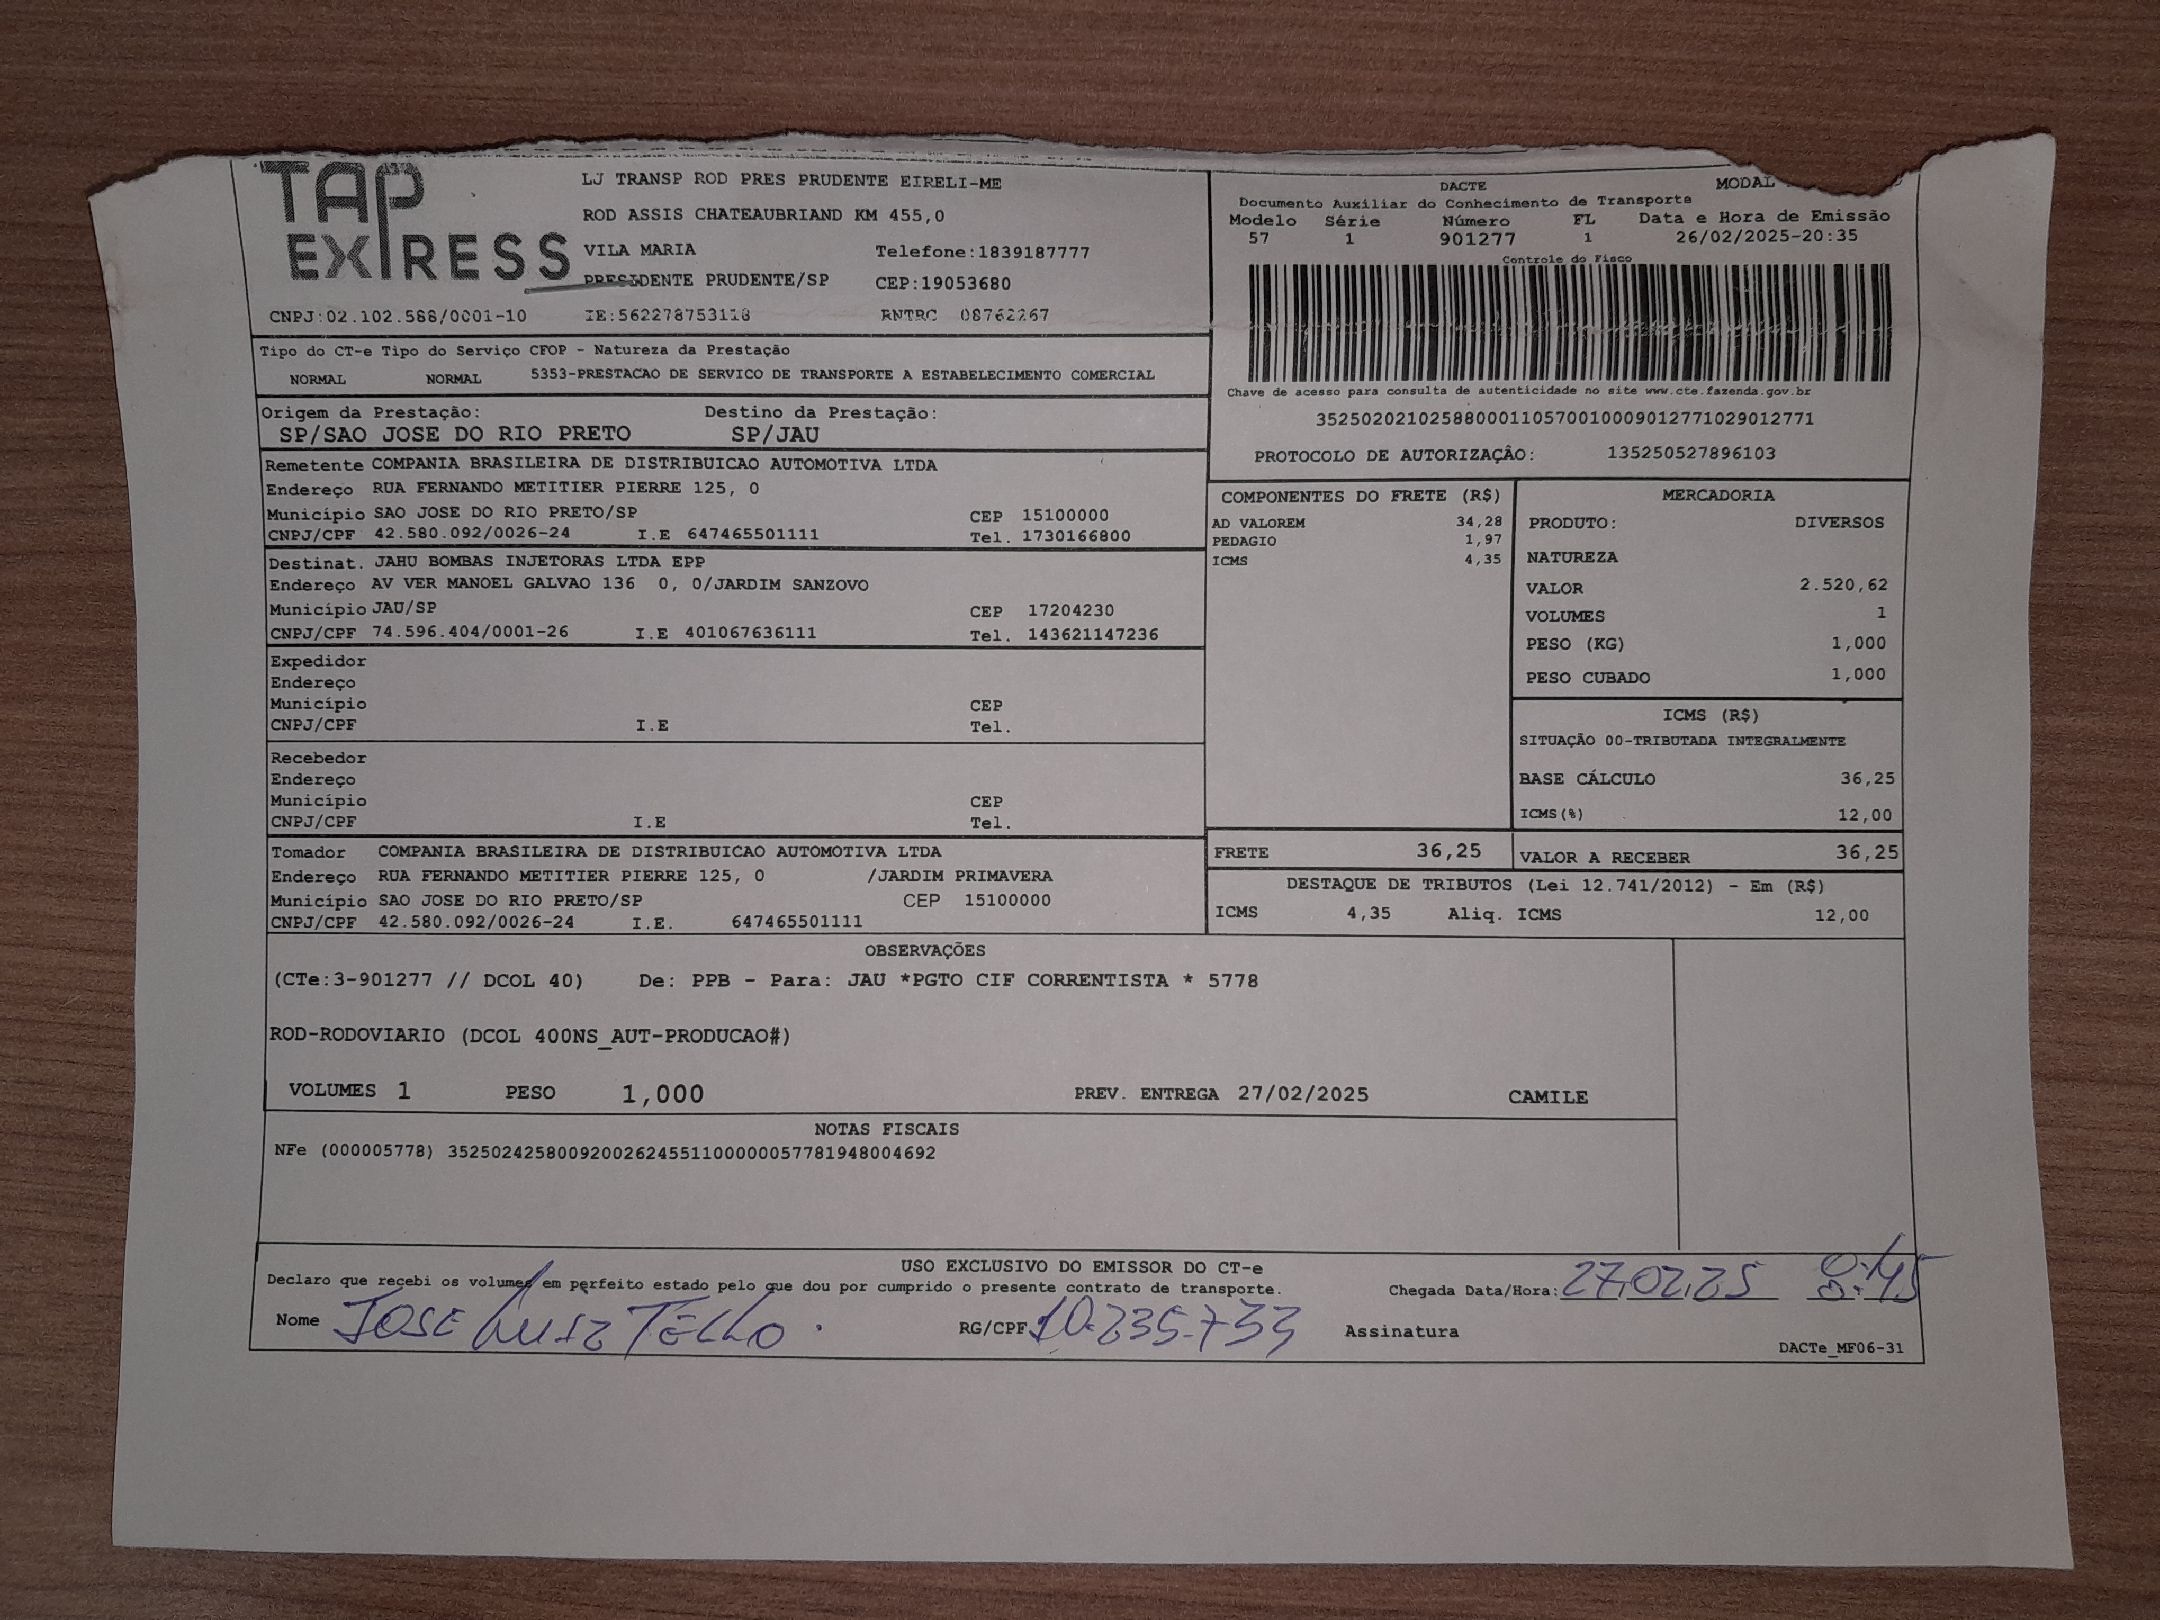 TAP
EXPRESS
LJ TRANSP ROD PRES PRUDENTE EIRELI-ME
ROD ASSIS CHATEAUBRIAND KM 455,0
VILA MARIA Telefone:1839187777
PRESIDENTE PRUDENTE/SP CEP:19053680
CNPJ:02.102.588/0001-10 IE:562278753118 RNTRC 08762267
DACTE MODAL
Documento Auxiliar do Conhecimento de Transporte
Modelo Série Número FL Data e Hora de Emissão
57 1 901277 1 26/02/2025-20:35
Controle do Fisco
Chave de acesso para consulta de autenticidade no site www.cte.fazenda.gov.br
35250202102588000110570010009012771029012771
PROTOCOLO DE AUTORIZAÇÃO: 135250527896103
Tipo do CT-e Tipo do Serviço CFOP - Natureza da Prestação
NORMAL NORMAL 5353-PRESTACAO DE SERVICO DE TRANSPORTE A ESTABELECIMENTO COMERCIAL
Origem da Prestação: Destino da Prestação:
SP/SAO JOSE DO RIO PRETO SP/JAU
Remetente COMPANIA BRASILEIRA DE DISTRIBUICAO AUTOMOTIVA LTDA
Endereço RUA FERNANDO METITIER PIERRE 125, 0
Município SAO JOSE DO RIO PRETO/SP CEP 15100000
CNPJ/CPF 42.580.092/0026-24 I.E 647465501111 Tel. 1730166800
Destinat. JAHU BOMBAS INJETORAS LTDA EPP
Endereço AV VER MANOEL GALVAO 136 0, 0/JARDIM SANZOVO
Município JAU/SP CEP 17204230
CNPJ/CPF 74.596.404/0001-26 I.E 401067636111 Tel. 143621147236
Expedidor
Endereço
Município CEP
CNPJ/CPF I.E Tel.
Recebedor
Endereço
Município CEP
CNPJ/CPF I.E Tel.
Tomador COMPANIA BRASILEIRA DE DISTRIBUICAO AUTOMOTIVA LTDA
Endereço RUA FERNANDO METITIER PIERRE 125, 0 /JARDIM PRIMAVERA
Município SAO JOSE DO RIO PRETO/SP CEP 15100000
CNPJ/CPF 42.580.092/0026-24 I.E. 647465501111
COMPONENTES DO FRETE (R$)
AD VALOREM 34,28
PEDAGIO 1,97
ICMS 4,35
MERCADORIA
PRODUTO: DIVERSOS
NATUREZA
VALOR 2.520,62
VOLUMES 1
PESO (KG) 1,000
PESO CUBADO 1,000
ICMS (R$)
SITUAÇÃO 00-TRIBUTADA INTEGRALMENTE
BASE CÁLCULO 36,25
ICMS(%) 12,00
FRETE 36,25 VALOR A RECEBER 36,25
DESTAQUE DE TRIBUTOS (Lei 12.741/2012) - Em (R$)
ICMS 4,35 Aliq. ICMS 12,00
OBSERVAÇÕES
(CTe:3-901277 // DCOL 40) De: PPB - Para: JAU *PGTO CIF CORRENTISTA * 5778
ROD-RODOVIARIO (DCOL 400NS_AUT-PRODUCAO#)
VOLUMES 1 PESO 1,000 PREV. ENTREGA 27/02/2025 CAMILE
NOTAS FISCAIS
NFe (000005778) 35250242580092002624551100000057781948004692
USO EXCLUSIVO DO EMISSOR DO CT-e
Declaro que recebi os volumes em perfeito estado pelo que dou por cumprido o presente contrato de transporte. Chegada Data/Hora: 27.02.25 8:45
Nome JOSE LUIZ TELLO. RG/CPF 10.235.733 Assinatura
DACTe_MF06-31